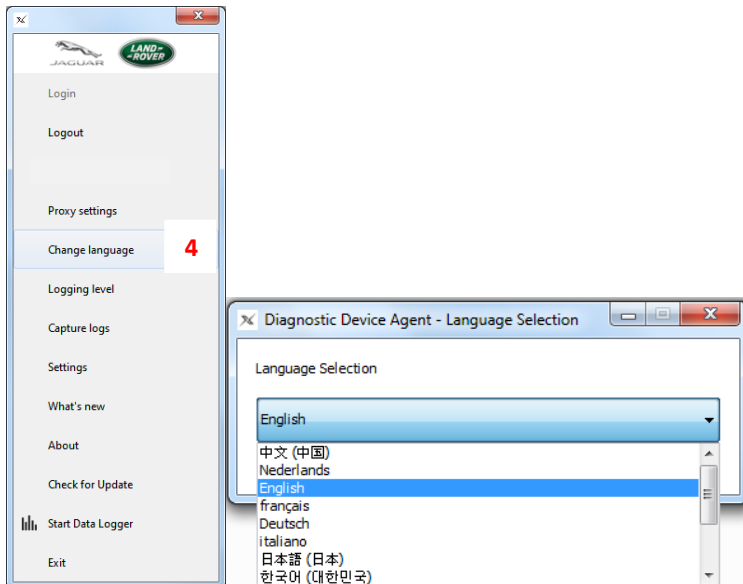 JAGUAR
LAND-
-ROVER
Login
Logout
Proxy settings
Change language
4
Logging level
Capture logs
Settings
What's new
About
Check for Update
Start Data Logger
Exit
Diagnostic Device Agent - Language Selection
Language Selection
English
中文 (中国)
Nederlands
English
français
Deutsch
italiano
日本語 (日本)
한국어 (대한민국)